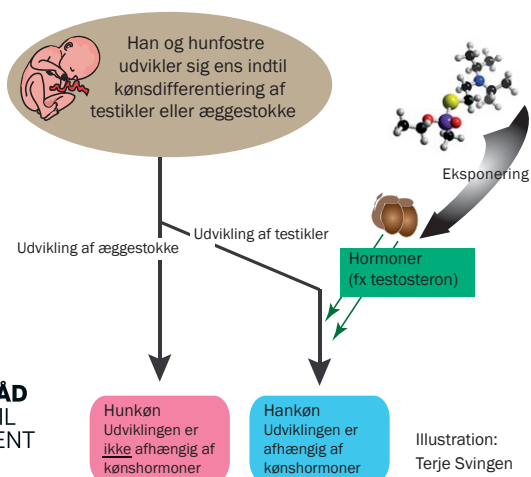 Han og hunfostre
udvikler sig ens indtil
kønsdifferentiering af
testikler eller æggestokke
Eksponering
Udvikling af æggestokke
Udvikling af testikler
Hormoner
(fx testosteron)
ÅD
IL
ENT
Hunkøn
Udviklingen er
ikke afhængig af
kønshormoner
Hankøn
Udviklingen er
afhængig af
kønshormoner
Illustration:
Terje Svingen